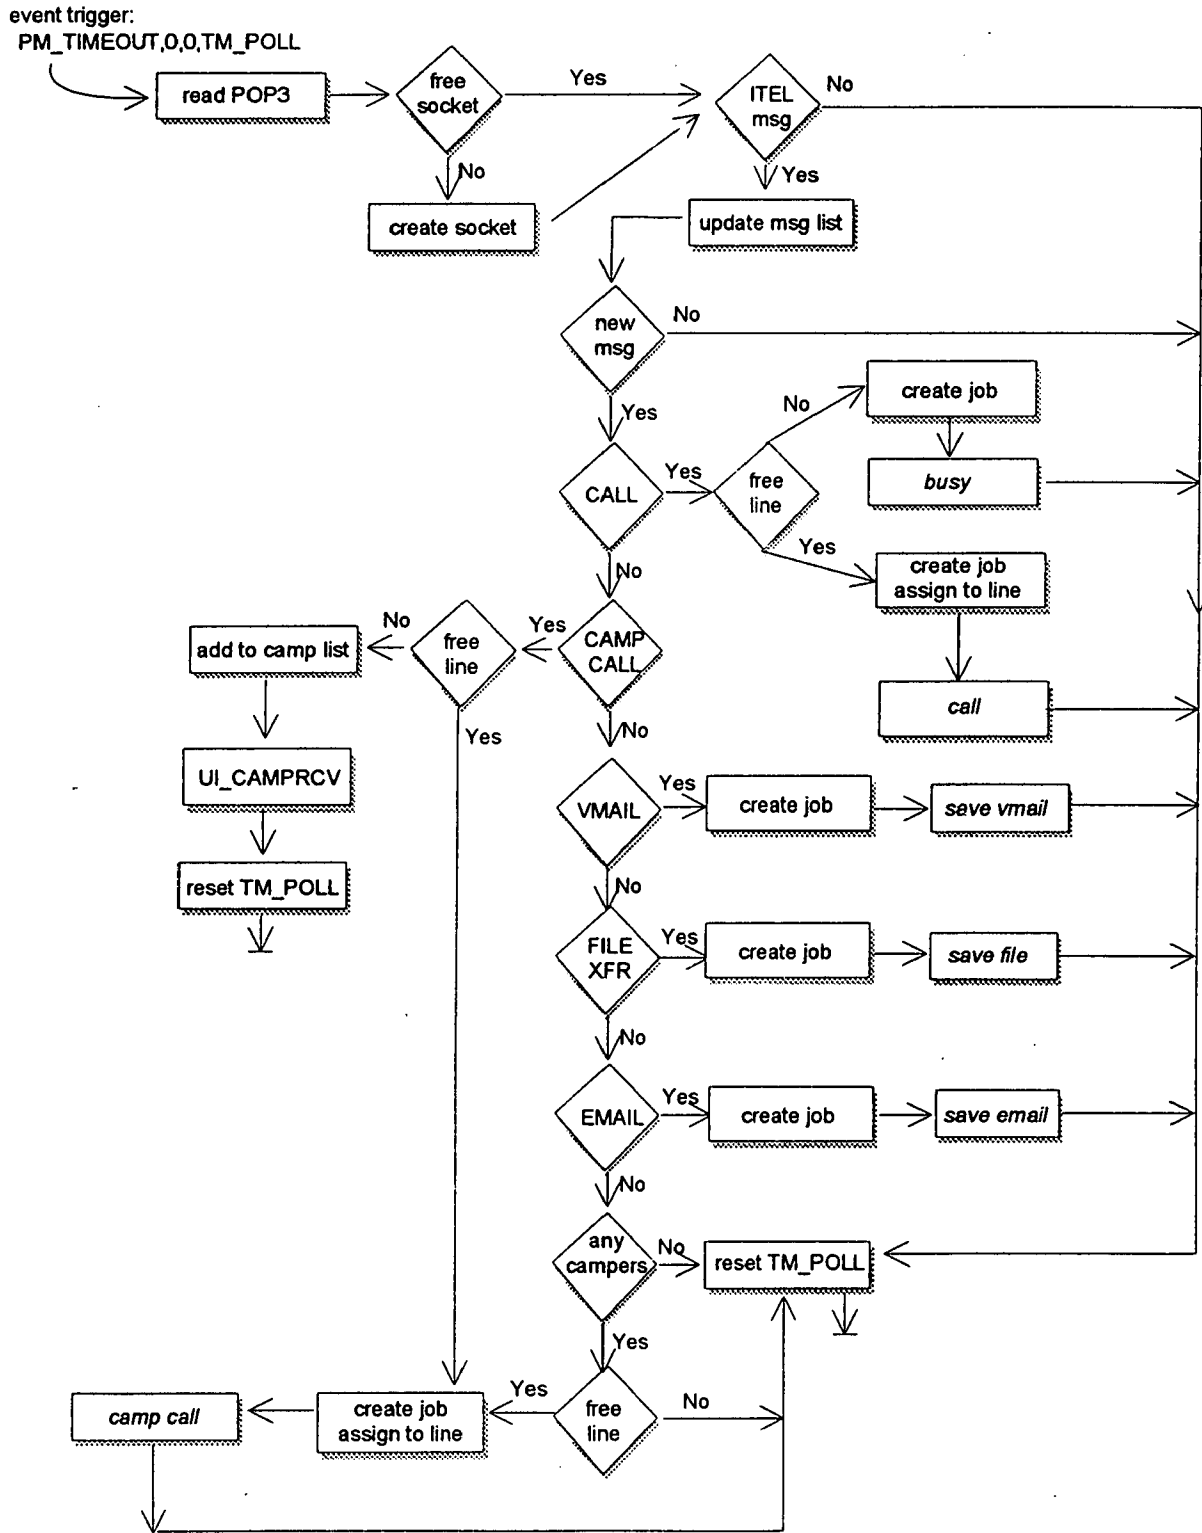 event trigger:
PM_TIMEOUT,0,0,TM_POLL
read POP3
free
socket
Yes
No
create socket
ITEL
msg
No
Yes
update msg list
new
msg
No
Yes
CALL
Yes
free
line
No
create job
busy
Yes
create job
assign to line
call
No
CAMP
CALL
Yes
free
line
No
add to camp list
UI_CAMPRCV
reset TM_POLL
Yes
No
VMAIL
Yes
create job
save vmail
No
FILE
XFR
Yes
create job
save file
No
EMAIL
Yes
create job
save email
No
any
campers
No
reset TM_POLL
Yes
free
line
No
Yes
create job
assign to line
camp call